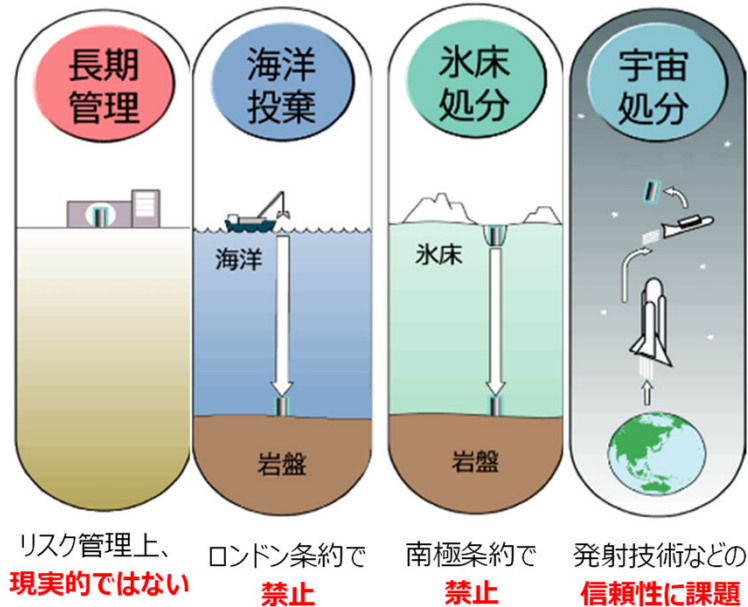 長期
管理
海洋
投棄
氷床
処分
宇宙
処分
海洋
岩盤
氷床
岩盤
リスク管理上、
現実的ではない
ロンドン条約で
禁止
南極条約で
禁止
発射技術などの
信頼性に課題